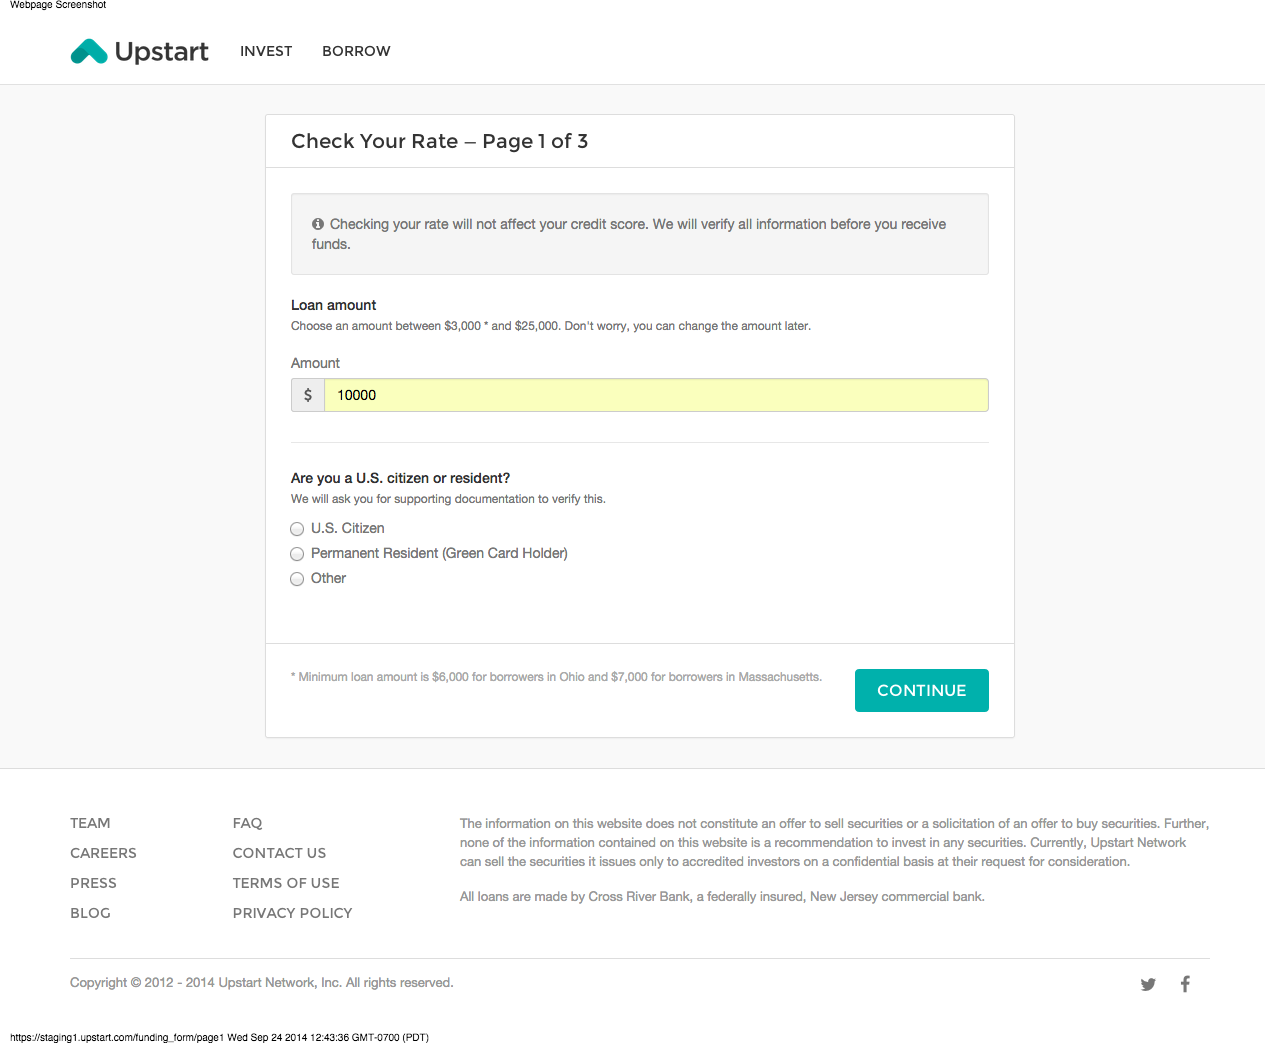 Webpage Screenshot
Upstart INVEST BORROW
Check Your Rate – Page 1 of 3
Checking your rate will not affect your credit score. We will verify all information before you receive
funds.
Loan amount
Choose an amount between $3,000 * and $25,000. Don't worry, you can change the amount later.
Amount
$ 10000
Are you a U.S. citizen or resident?
We will ask you for supporting documentation to verify this.
U.S. Citizen
Permanent Resident (Green Card Holder)
Other
* Minimum loan amount is $6,000 for borrowers in Ohio and $7,000 for borrowers in Massachusetts.
CONTINUE
TEAM
CAREERS
PRESS
BLOG
FAQ
CONTACT US
TERMS OF USE
PRIVACY POLICY
The information on this website does not constitute an offer to sell securities or a solicitation of an offer to buy securities. Further,
none of the information contained on this website is a recommendation to invest in any securities. Currently, Upstart Network
can sell the securities it issues only to accredited investors on a confidential basis at their request for consideration.
All loans are made by Cross River Bank, a federally insured, New Jersey commercial bank.
Copyright © 2012 - 2014 Upstart Network, Inc. All rights reserved.
https://staging1.upstart.com/funding_form/page1 Wed Sep 24 2014 12:43:36 GMT-0700 (PDT)